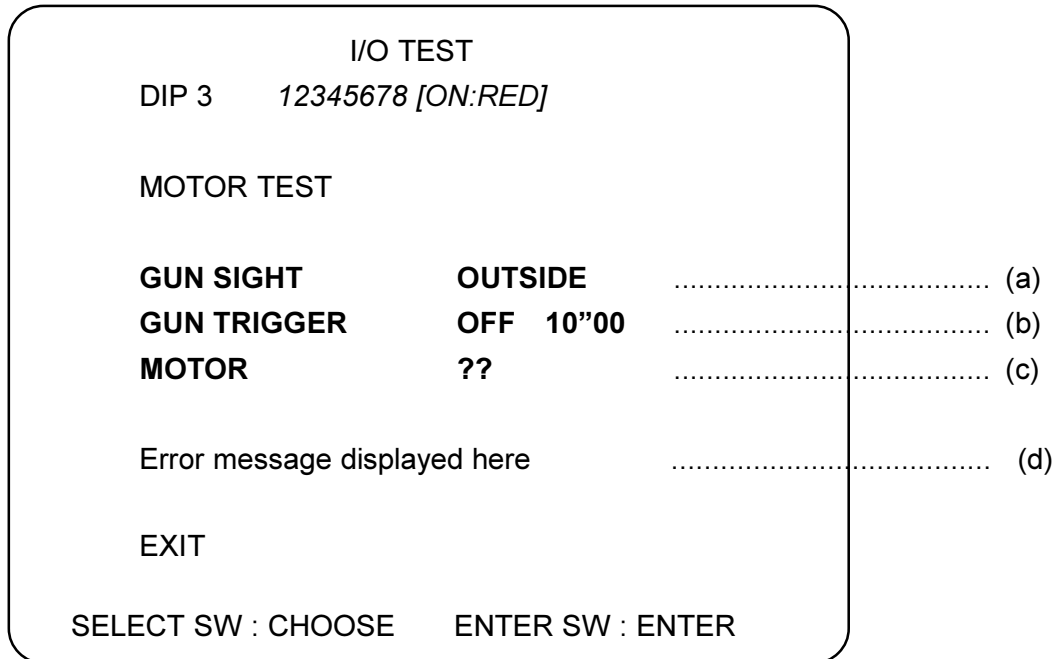 I/O TEST
DIP 3 12345678 [ON:RED]
MOTOR TEST
GUN SIGHT OUTSIDE ...................................... (a)
GUN TRIGGER OFF 10”00 ...................................... (b)
MOTOR ?? ...................................... (c)
Error message displayed here ...................................... (d)
EXIT
SELECT SW : CHOOSE ENTER SW : ENTER